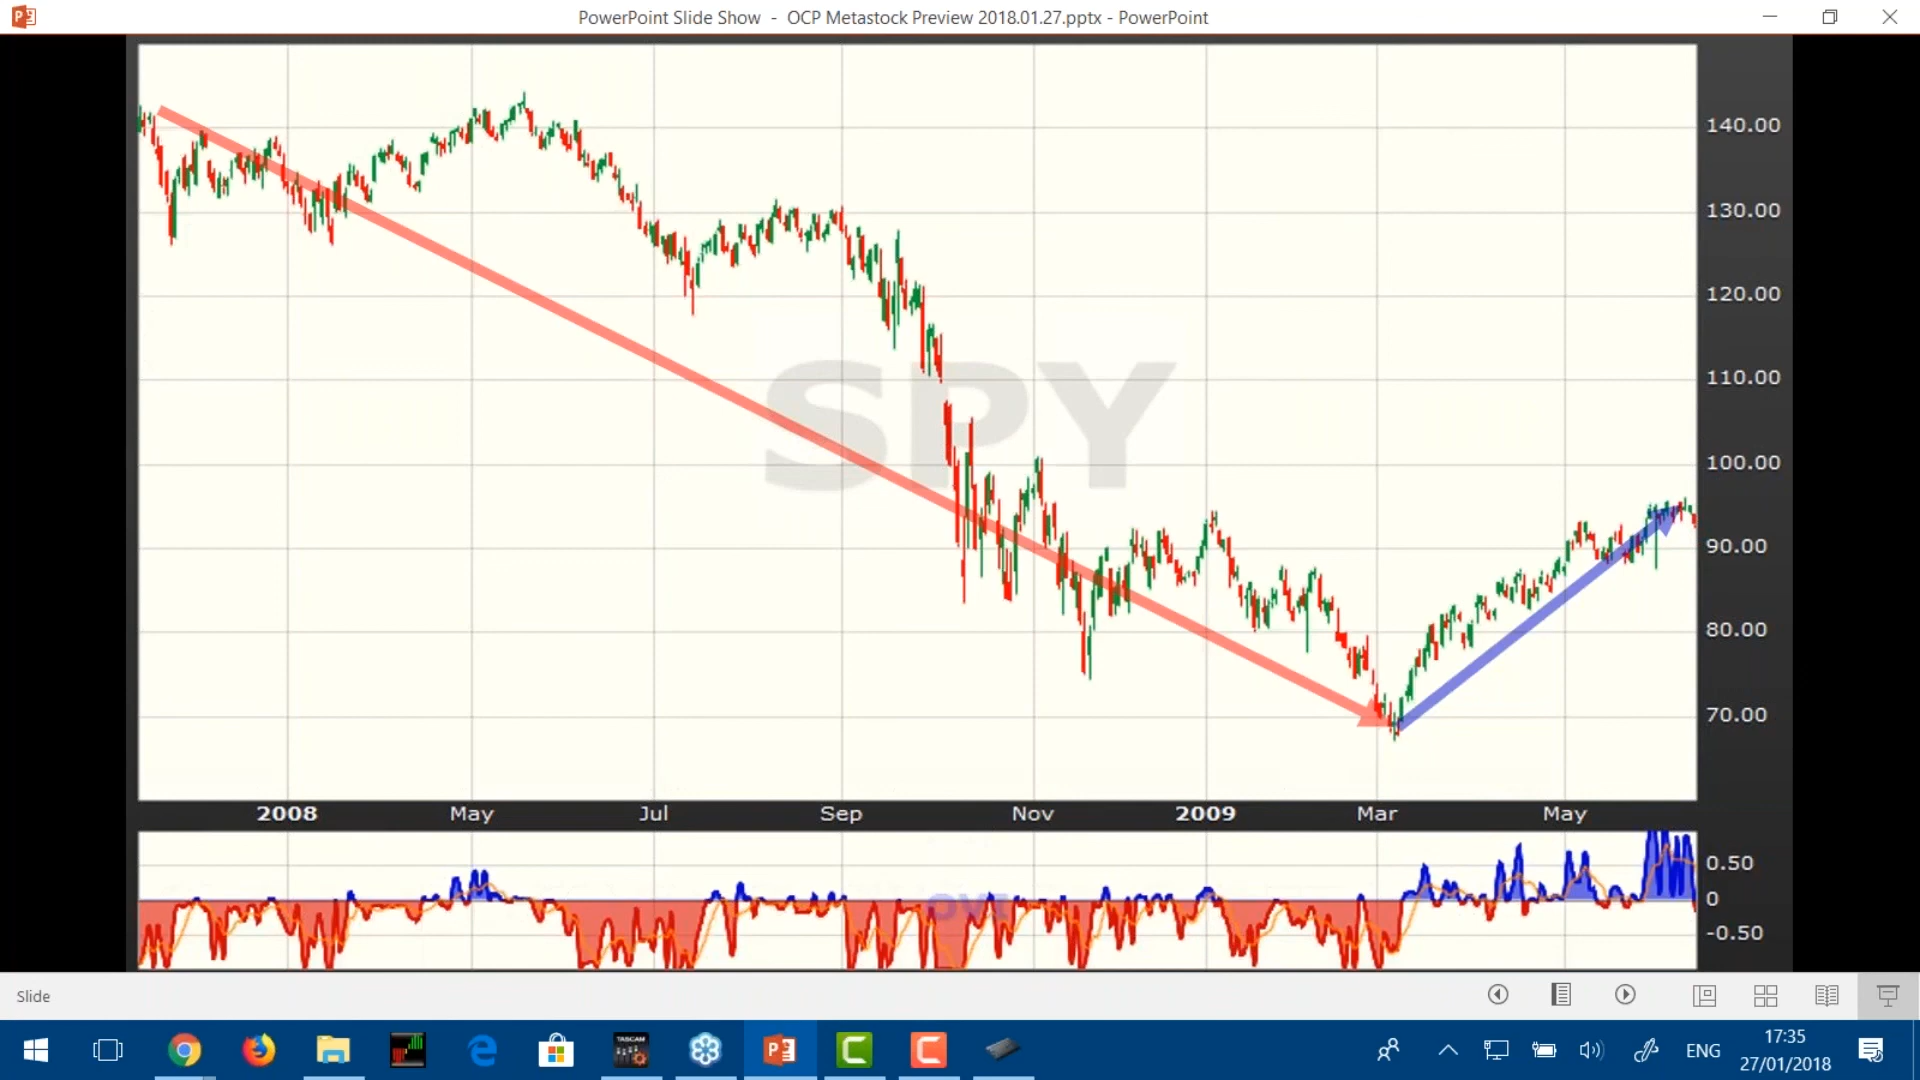 PowerPoint Slide Show - OCP Metastock Preview 2018.01.27.pptx - PowerPoint
SPY
140.00
130.00
120.00
110.00
100.00
90.00
80.00
70.00
2008 May Jul Sep Nov 2009 Mar May
OVI
0.50
0
-0.50
Slide
TASCAM
ENG
17:35
27/01/2018